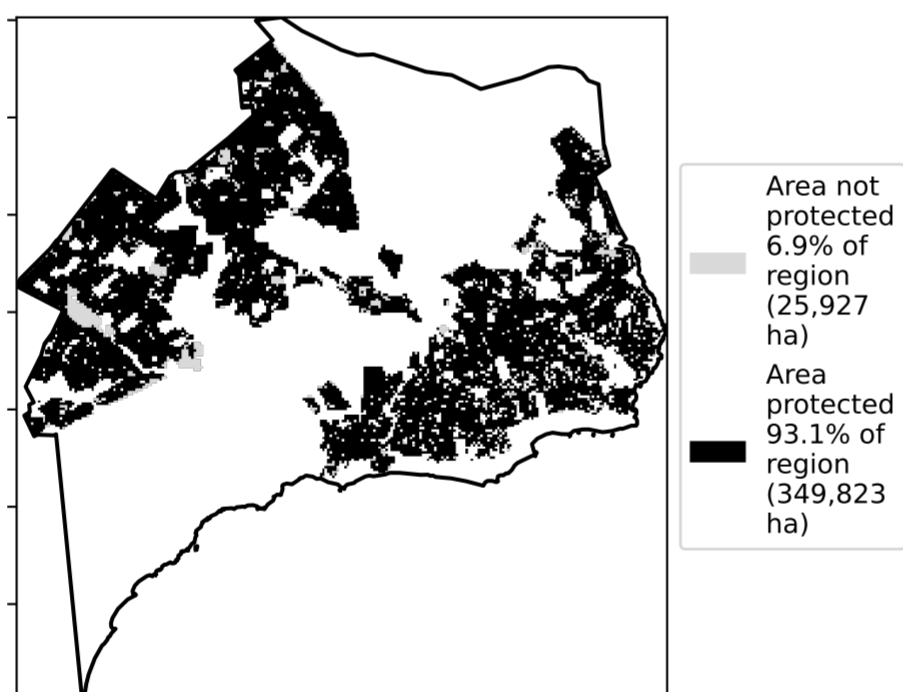 Area not
protected
6.9% of
region
(25,927
ha)
Area
protected
93.1% of
region
(349,823
ha)